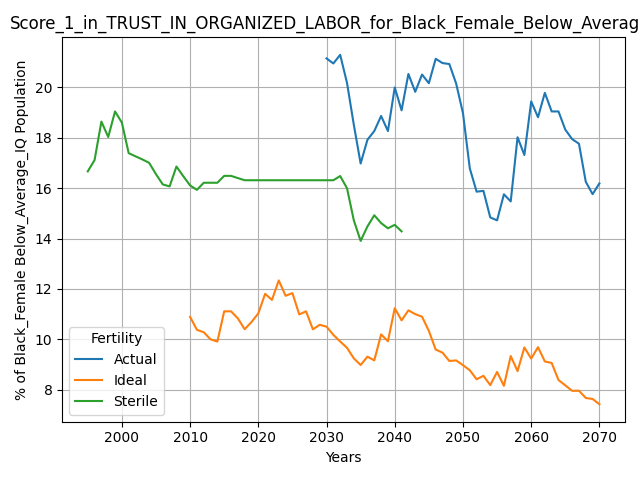 Score_1_in_TRUST_IN_ORGANIZED_LABOR_for_Black_Female_Below_Averag
% of Black_Female Below_Average_IQ Population
20
18
16
14
12
10
8
Fertility
Actual
Ideal
Sterile
2000
2010
2020
2030
2040
2050
2060
2070
Years